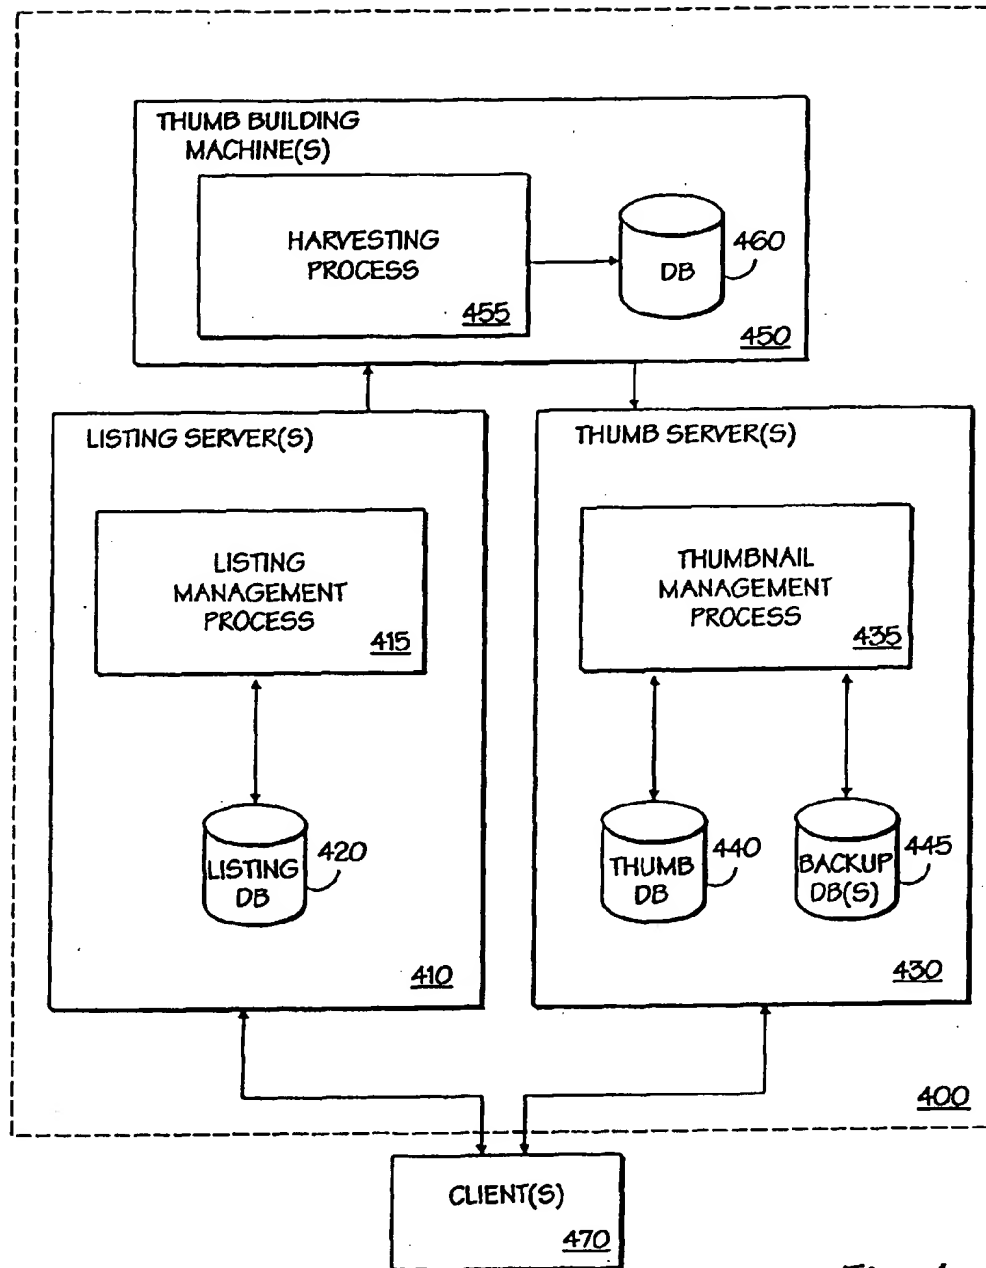 THUMB BUILDING
MACHINE(S)
HARVESTING
PROCESS
455
DB
460
450
LISTING SERVER(S)
LISTING
MANAGEMENT
PROCESS
415
LISTING
DB
420
410
THUMB SERVER(S)
THUMBNAIL
MANAGEMENT
PROCESS
435
THUMB
DB
440
BACKUP
DB(S)
445
430
400
CLIENT(S)
470